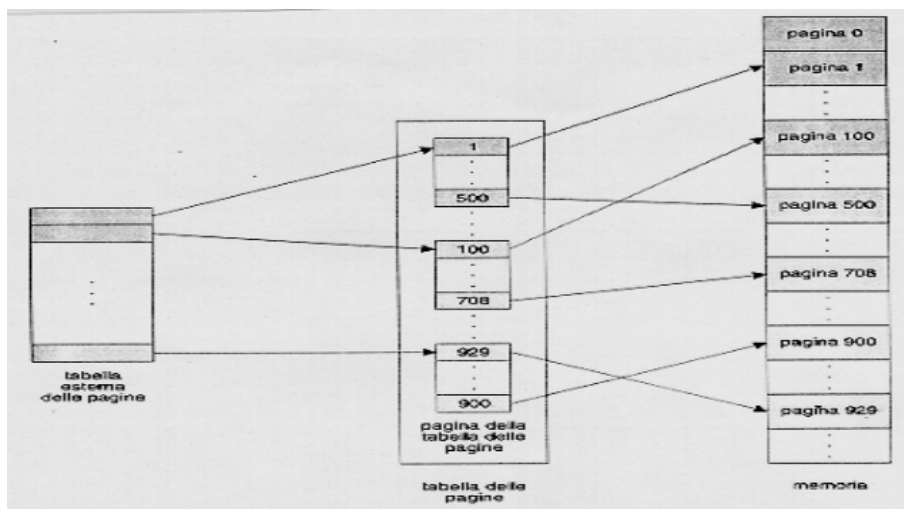 pagina 0
pagina 1
pagina 100
pagina 500
pagina 708
pagina 900
pagina 929
memoria
1
500
100
708
929
900
pagina della
tabella delle
pagine
tabella delle
pagine
tabella
esterna
delle pagine